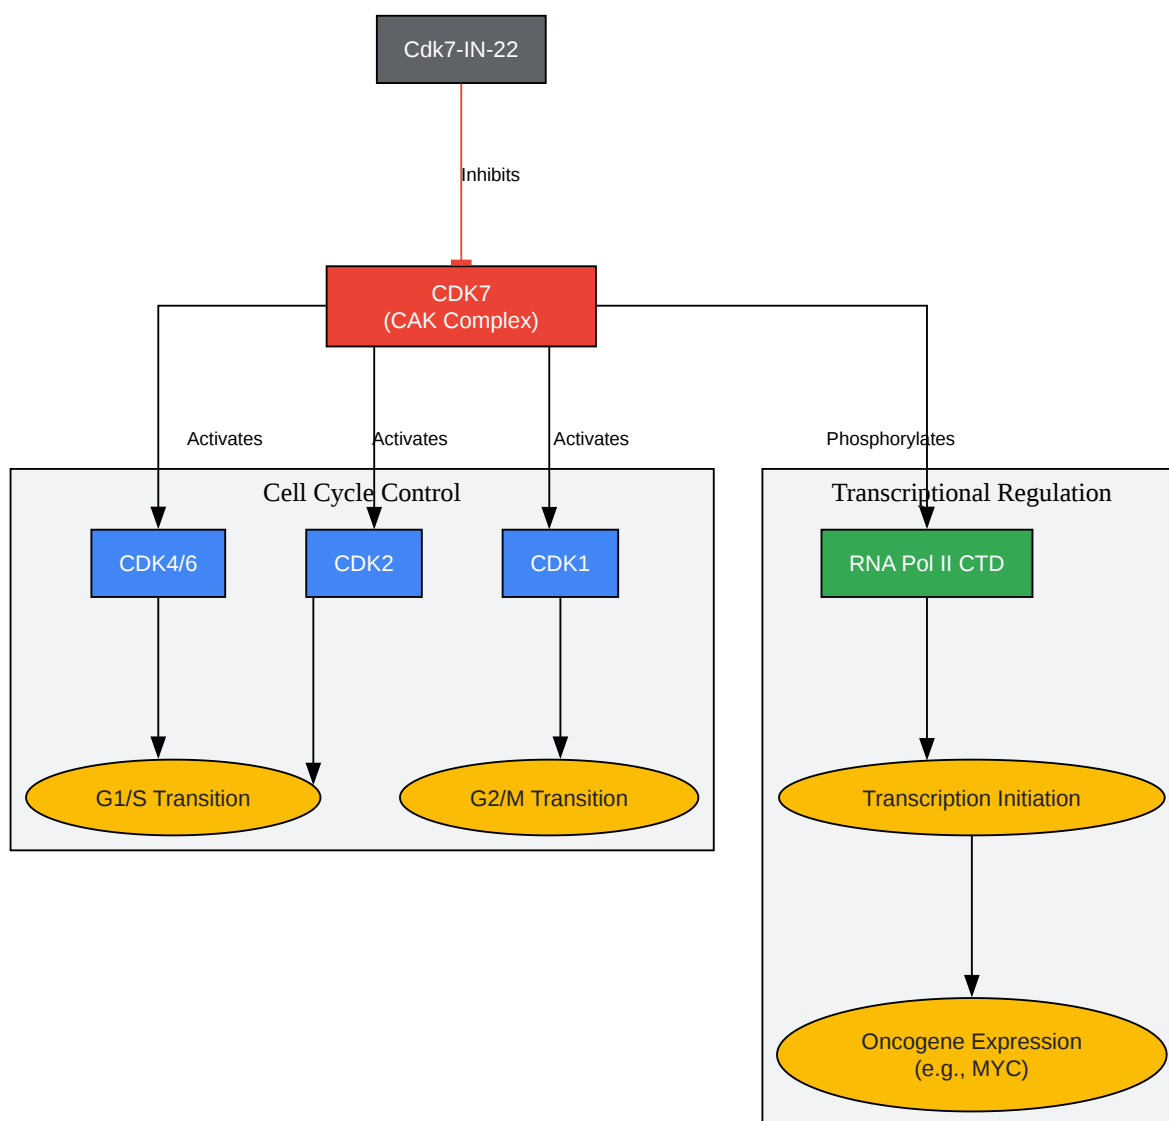 Cdk7-IN-22
Inhibits
CDK7
(CAK Complex)
Activates
Activates
Activates
Phosphorylates
Cell Cycle Control
Transcriptional Regulation
CDK4/6
CDK2
CDK1
RNA Pol II CTD
G1/S Transition
G2/M Transition
Transcription Initiation
Oncogene Expression
(e.g., MYC)